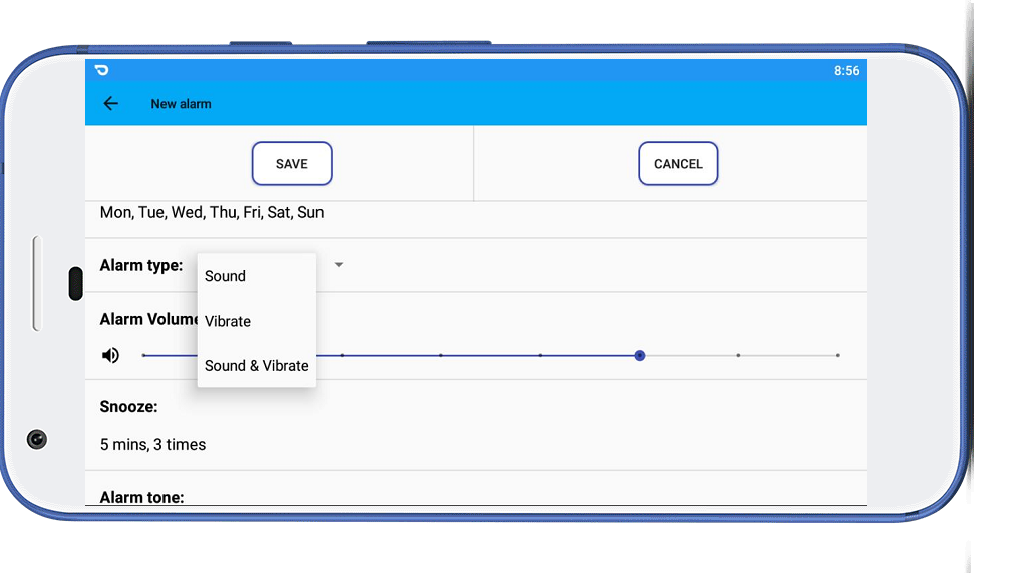 8:56
New alarm
SAVE
CANCEL
Mon, Tue, Wed, Thu, Fri, Sat, Sun
Alarm type:
Sound
Vibrate
Sound & Vibrate
Alarm Volume
Snooze:
5 mins, 3 times
Alarm tone: